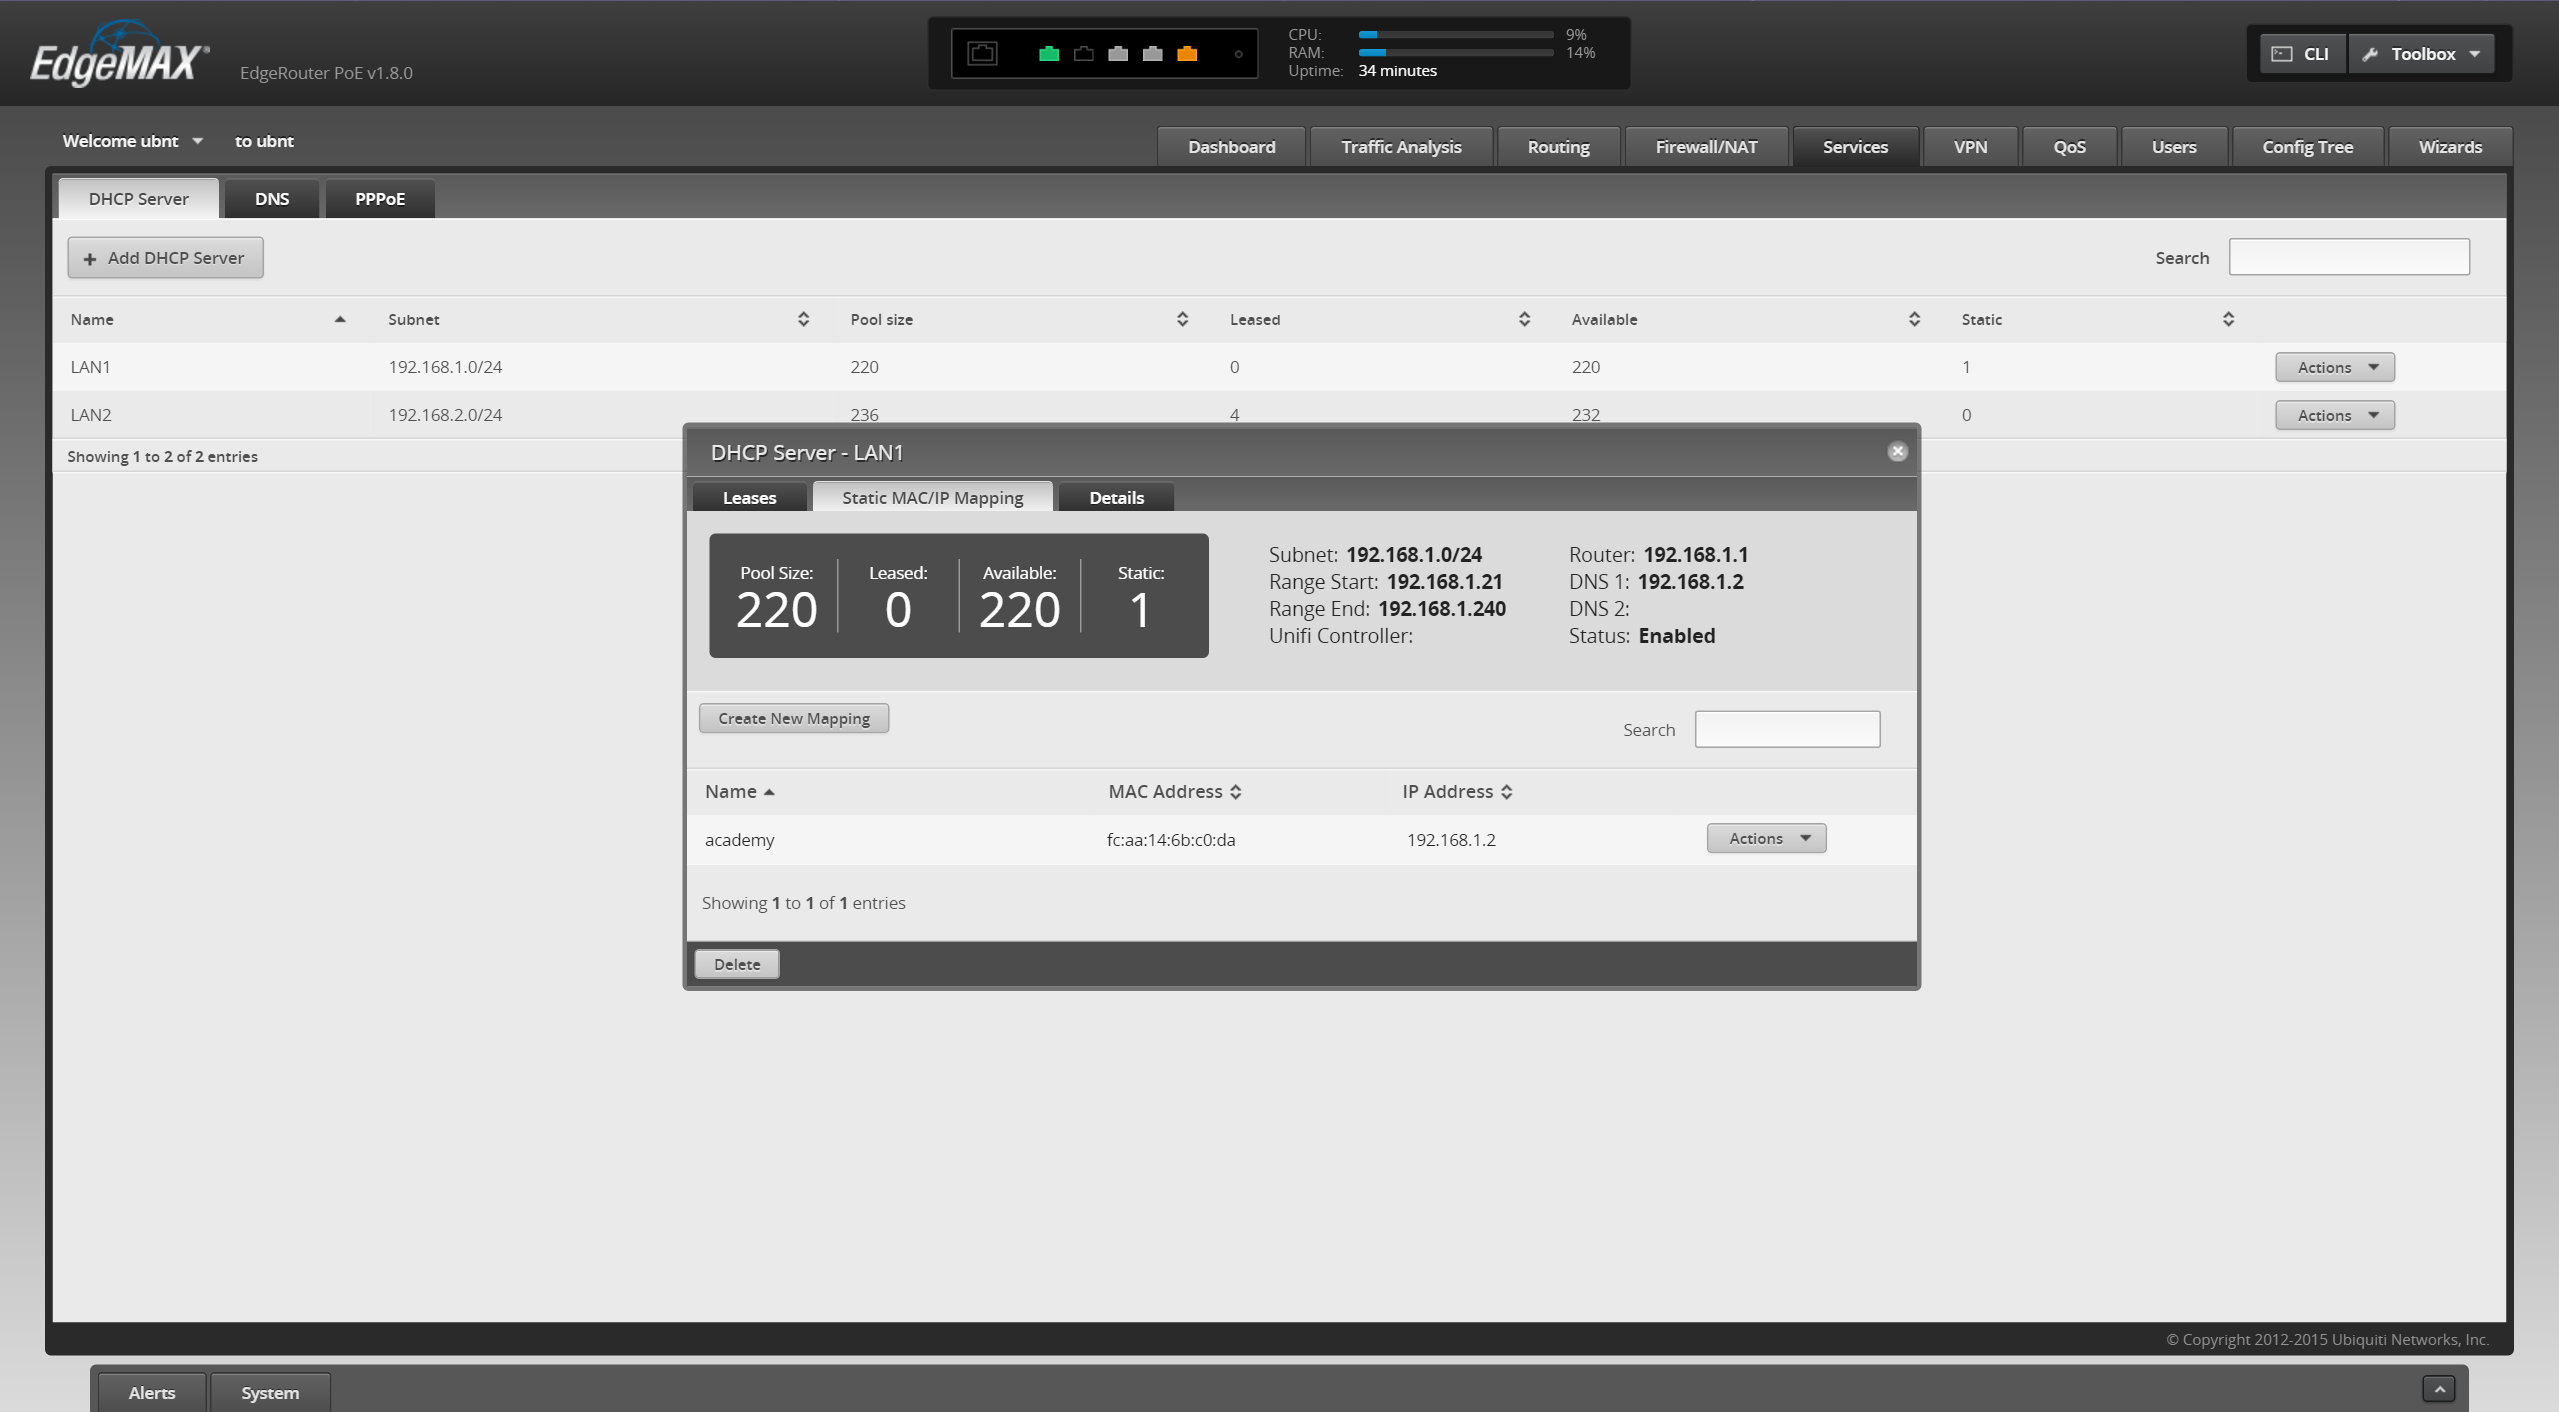 EdgeMAX®
EdgeRouter PoE v1.8.0
CPU: 9%
RAM: 14%
Uptime: 34 minutes
CLI
Toolbox
Welcome ubnt to ubnt
Dashboard Traffic Analysis Routing Firewall/NAT Services VPN QoS Users Config Tree Wizards
DHCP Server DNS PPPoE
+ Add DHCP Server
Search
Name Subnet Pool size Leased Available Static
LAN1 192.168.1.0/24 220 0 220 1 Actions
LAN2 192.168.2.0/24 236 4 232 0 Actions
Showing 1 to 2 of 2 entries
DHCP Server - LAN1
Leases Static MAC/IP Mapping Details
Pool Size: Leased: Available: Static:
220 0 220 1
Subnet: 192.168.1.0/24
Range Start: 192.168.1.21
Range End: 192.168.1.240
Unifi Controller:
Router: 192.168.1.1
DNS 1: 192.168.1.2
DNS 2:
Status: Enabled
Create New Mapping
Search
Name MAC Address IP Address
academy fc:aa:14:6b:c0:da 192.168.1.2 Actions
Showing 1 to 1 of 1 entries
Delete
© Copyright 2012-2015 Ubiquiti Networks, Inc.
Alerts System